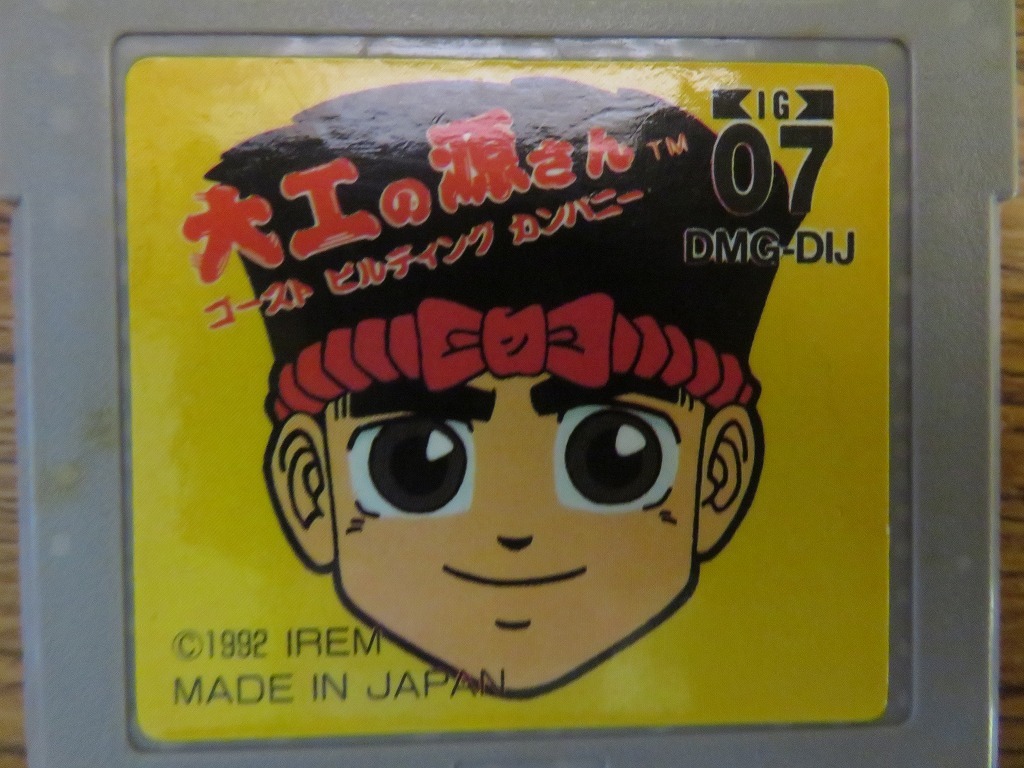 大工の源さん™
ゴースト ビルディング カンパニー
IG
07
DMG-DIJ
©1992 IREM
MADE IN JAPAN